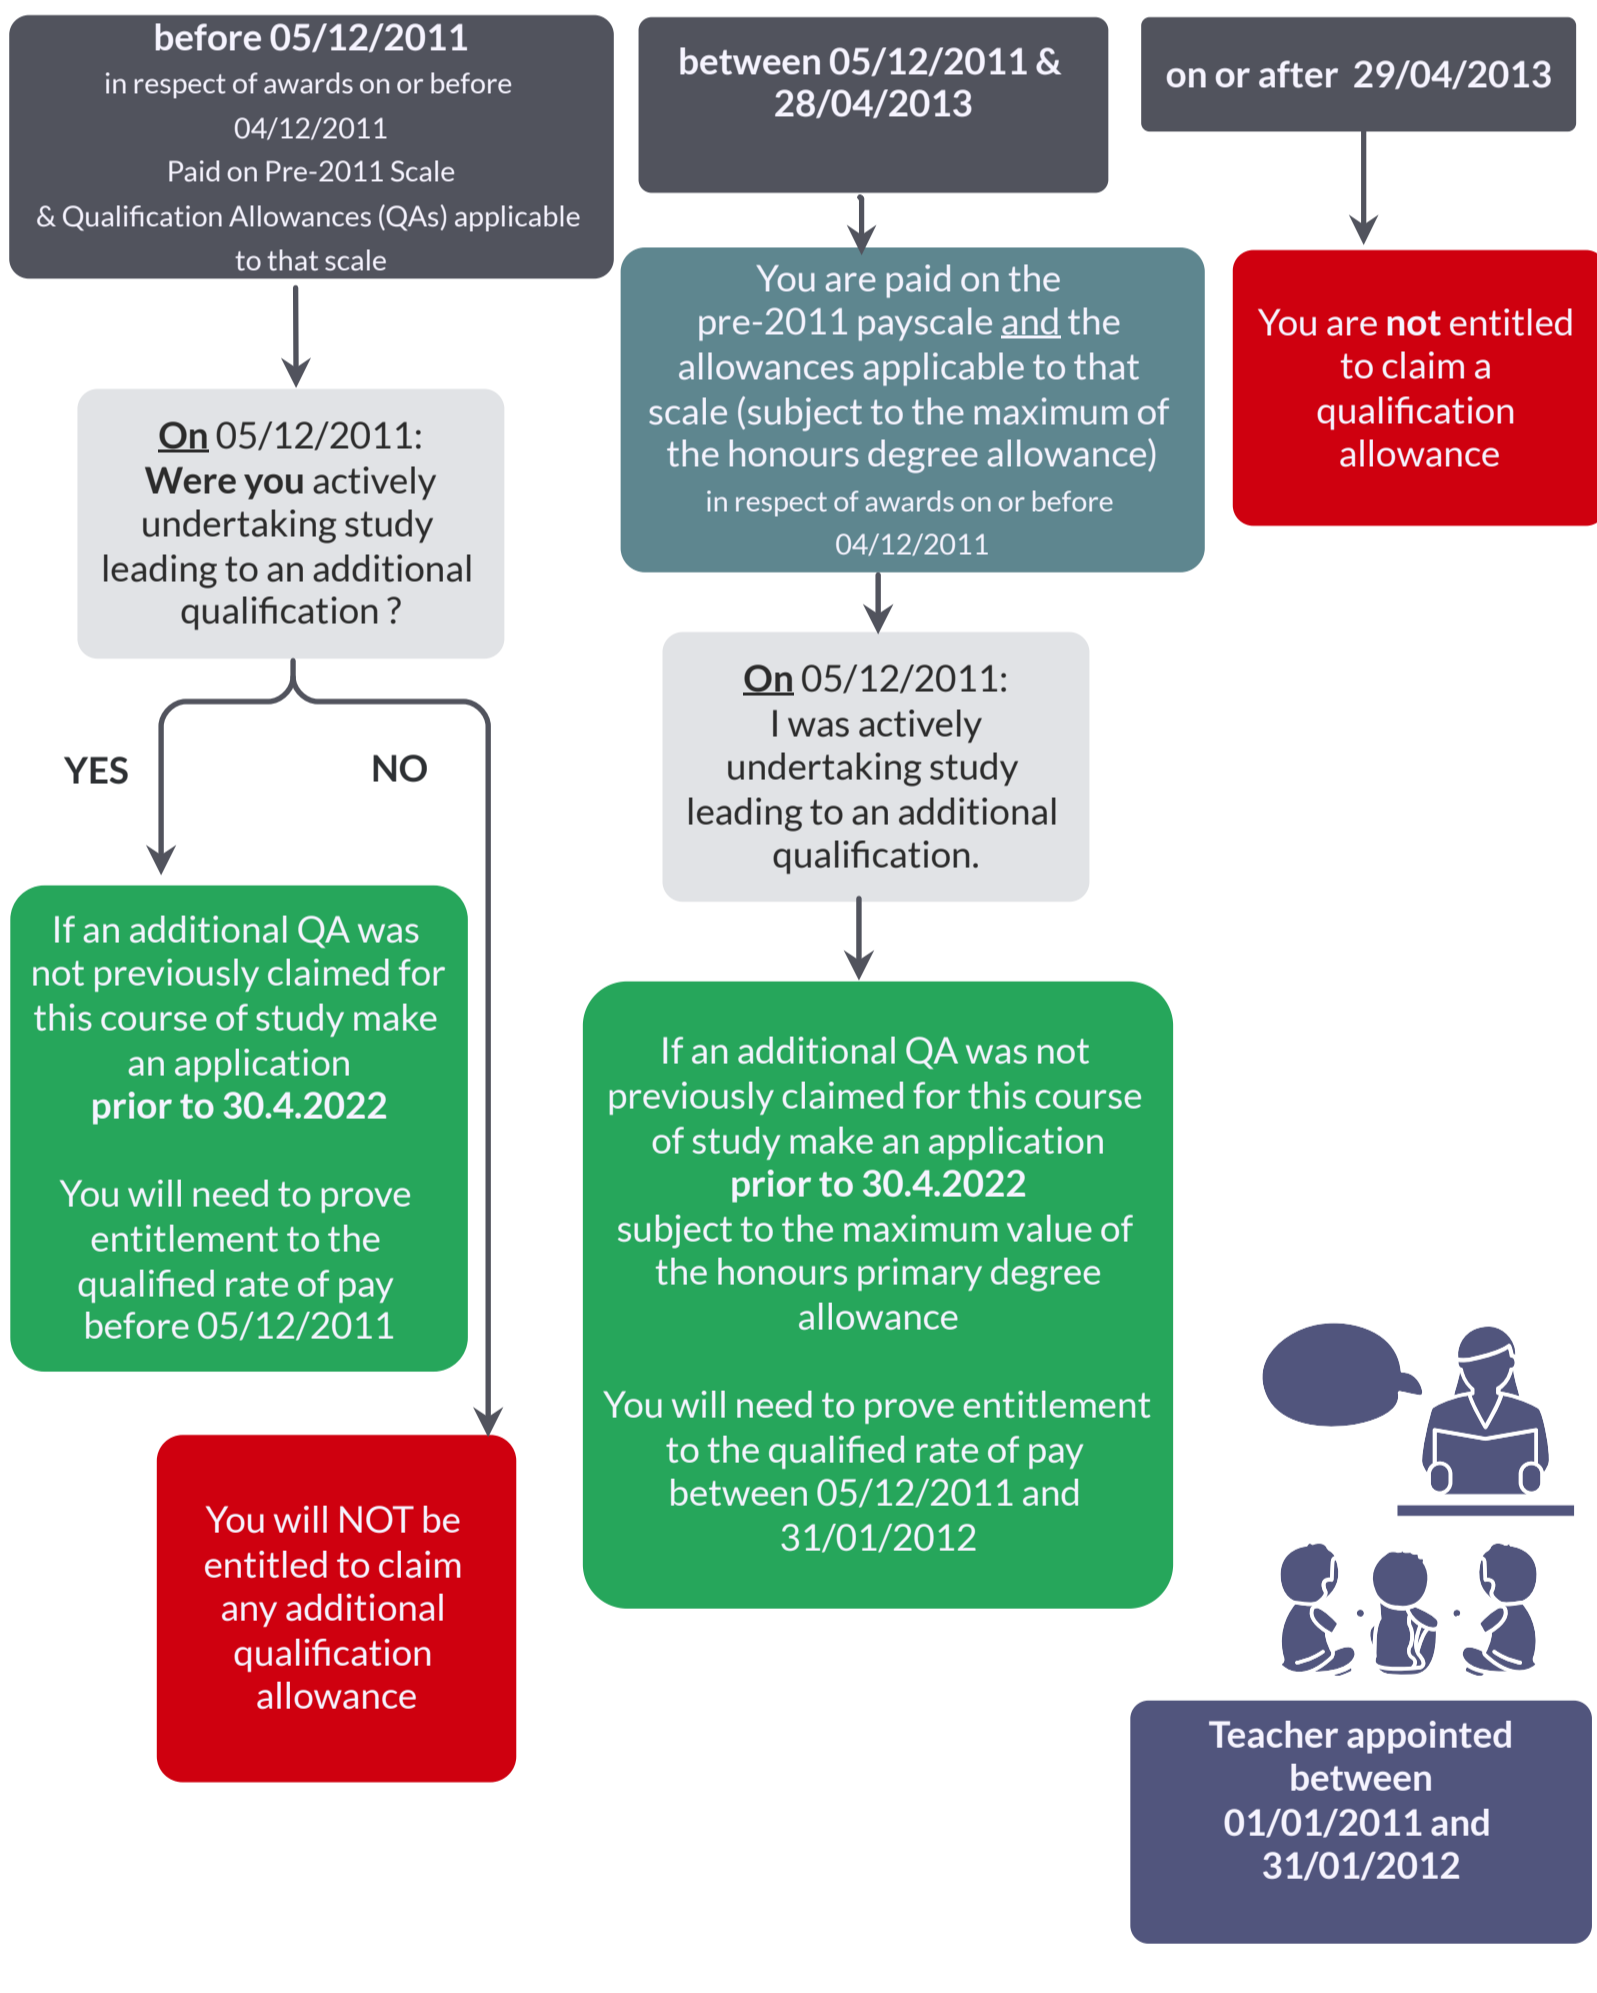 before 05/12/2011
in respect of awards on or before
04/12/2011
Paid on Pre-2011 Scale
& Qualification Allowances (QAs) applicable
to that scale
On 05/12/2011:
Were you actively
undertaking study
leading to an additional
qualification ?
YES
NO
If an additional QA was
not previously claimed for
this course of study make
an application
prior to 30.4.2022
You will need to prove
entitlement to the
qualified rate of pay
before 05/12/2011
You will NOT be
entitled to claim
any additional
qualification
allowance
between 05/12/2011 &
28/04/2013
You are paid on the
pre-2011 payscale and the
allowances applicable to that
scale (subject to the maximum of
the honours degree allowance)
in respect of awards on or before
04/12/2011
On 05/12/2011:
I was actively
undertaking study
leading to an additional
qualification.
If an additional QA was not
previously claimed for this course
of study make an application
prior to 30.4.2022
subject to the maximum value of
the honours primary degree
allowance
You will need to prove entitlement
to the qualified rate of pay
between 05/12/2011 and
31/01/2012
on or after 29/04/2013
You are not entitled
to claim a
qualification
allowance
Teacher appointed
between
01/01/2011 and
31/01/2012